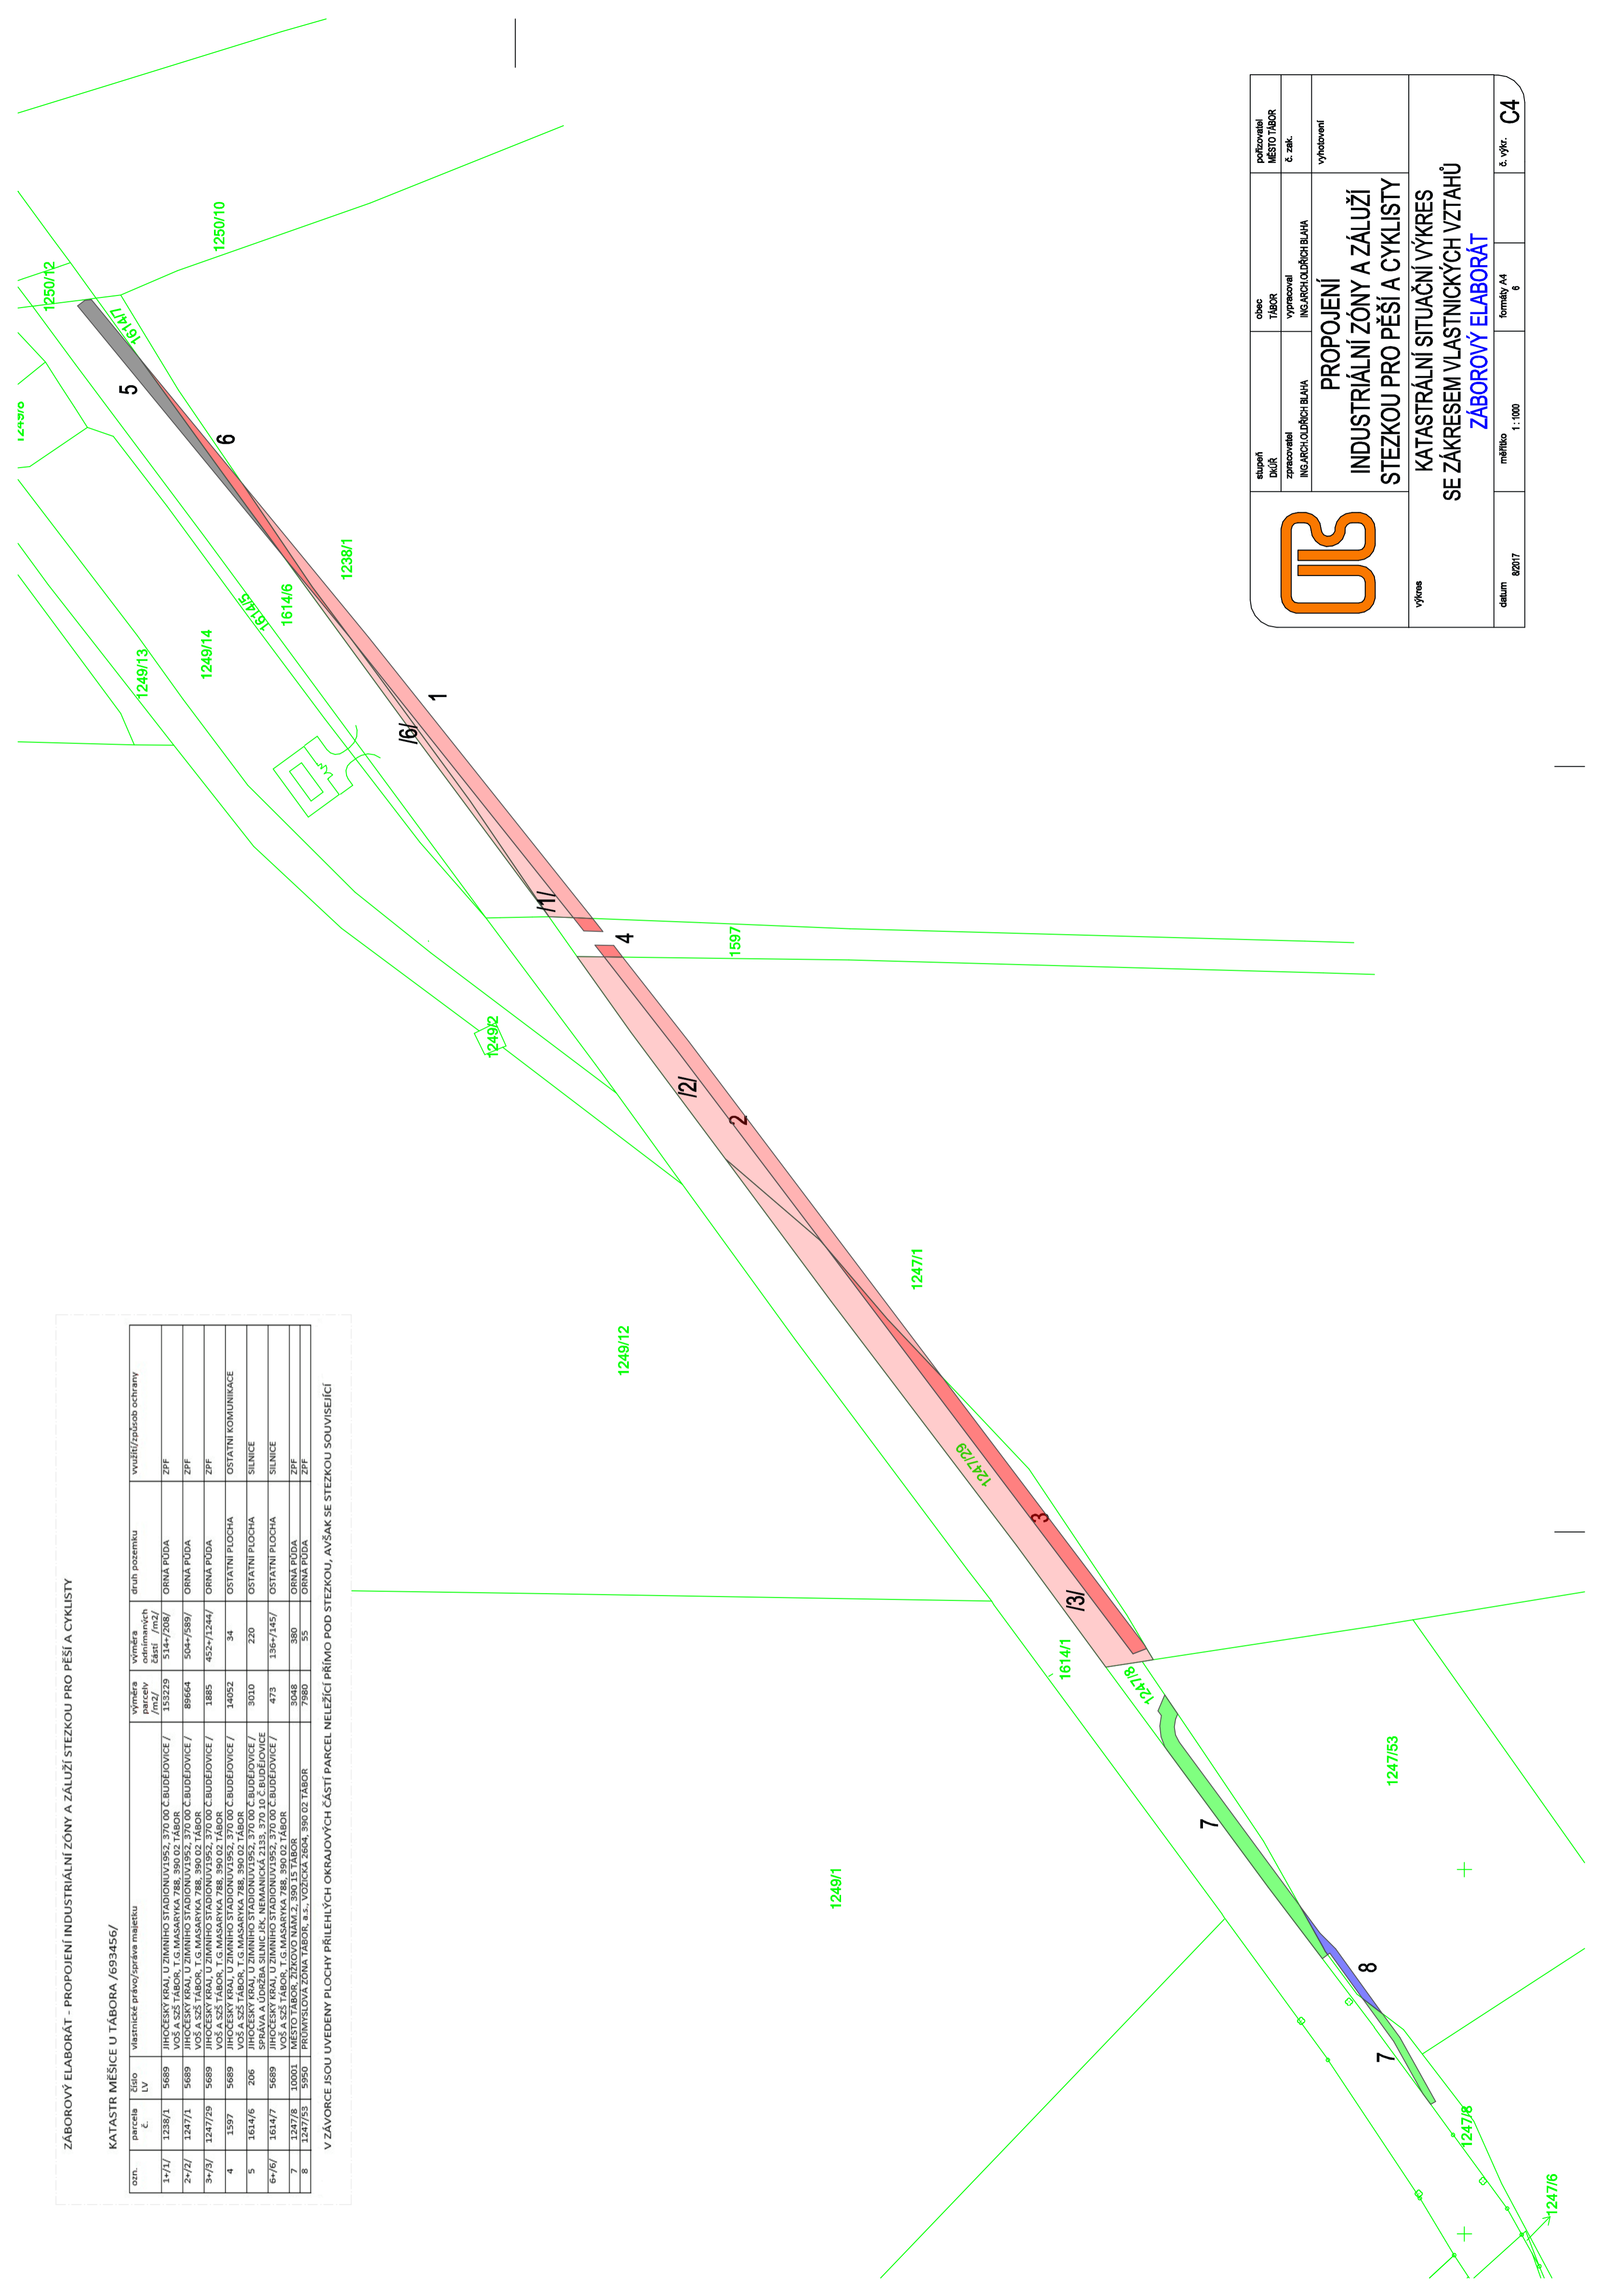 ZÁBOROVÝ ELABORÁT - PROPOJENÍ INDUSTRIÁLNÍ ZÓNY A ZÁLUŽÍ STEZKOU PRO PĚŠÍ A CYKLISTY
KATASTR MĚŠICE U TÁBORA /693456/
ozn. parcela č. číslo LV vlastnické právo/správa majetku výměra parcely /m2/ výměra odnímaných částí /m2/ druh pozemku využití/způsob ochrany
1+/1/ 1238/1 5689 JIHOČESKÝ KRAJ, U ZIMNÍHO STADIONUV1952, 370 00 Č.BUDĚJOVICE / 153229 514+/208/ ORNÁ PŮDA ZPF
VOŠ A SZŠ TÁBOR, T.G.MASARYKA 788, 390 02 TÁBOR
2+/2/ 1247/1 5689 JIHOČESKÝ KRAJ, U ZIMNÍHO STADIONUV1952, 370 00 Č.BUDĚJOVICE / 89664 504+/589/ ORNÁ PŮDA ZPF
VOŠ A SZŠ TÁBOR, T.G.MASARYKA 788, 390 02 TÁBOR
3+/3/ 1247/29 5689 JIHOČESKÝ KRAJ, U ZIMNÍHO STADIONUV1952, 370 00 Č.BUDĚJOVICE / 1885 452+/1244/ ORNÁ PŮDA ZPF
VOŠ A SZŠ TÁBOR, T.G.MASARYKA 788, 390 02 TÁBOR
4 1597 5689 JIHOČESKÝ KRAJ, U ZIMNÍHO STADIONUV1952, 370 00 Č.BUDĚJOVICE / 14052 34 OSTATNÍ PLOCHA OSTATNÍ KOMUNIKACE
VOŠ A SZŠ TÁBOR, T.G.MASARYKA 788, 390 02 TÁBOR
5 1614/6 206 JIHOČESKÝ KRAJ, U ZIMNÍHO STADIONUV1952, 370 00 Č.BUDĚJOVICE / 3010 220 OSTATNÍ PLOCHA SILNICE
SPRÁVA A ÚDRŽBA SILNIC JČK, NEMANICKÁ 2133, 370 10 Č.BUDĚJOVICE
6+/6/ 1614/7 5689 JIHOČESKÝ KRAJ, U ZIMNÍHO STADIONUV1952, 370 00 Č.BUDĚJOVICE / 473 136+/145/ OSTATNÍ PLOCHA SILNICE
VOŠ A SZŠ TÁBOR, T.G.MASARYKA 788, 390 02 TÁBOR
7 1247/8 10001 MĚSTO TÁBOR, ŽIŽKOVO NÁM.2, 390 15 TÁBOR 3048 380 ORNÁ PŮDA ZPF
8 1247/53 5950 PRŮMYSLOVÁ ZÓNA TÁBOR, a.s., VOŽICKÁ 2604, 390 02 TÁBOR 7980 55 ORNÁ PŮDA ZPF
V ZÁVORCE JSOU UVEDENY PLOCHY PŘILEHLÝCH OKRAJOVÝCH ČÁSTÍ PARCEL NELEŽÍCÍ PŘÍMO POD STEZKOU, AVŠAK SE STEZKOU SOUVISEJÍCÍ
1250/12
1250/10
1614/7
5
6
1238/1
1614/6
1614/5
1249/14
1249/13
1
/6/
/1/
4
1597
1249/2
/2/
2
1247/1
1249/12
1247/29
3
/3/
1614/1
1247/8
1247/53
7
1249/1
8
7
1247/8
1247/6
stupeň
DkÚŘ
obec
TÁBOR
pořizovatel
MĚSTO TÁBOR
zpracovatel
ING.ARCH.OLDŘICH BLAHA
vypracoval
ING.ARCH.OLDŘICH BLAHA
č. zak.
PROPOJENÍ
INDUSTRIÁLNÍ ZÓNY A ZÁLUŽÍ
STEZKOU PRO PĚŠÍ A CYKLISTY
vyhotovení
výkres
KATASTRÁLNÍ SITUAČNÍ VÝKRES
SE ZÁKRESEM VLASTNICKÝCH VZTAHŮ
ZÁBOROVÝ ELABORÁT
datum
8/2017
měřítko
1 : 1000
formáty A4
6
č. výkr.
C4